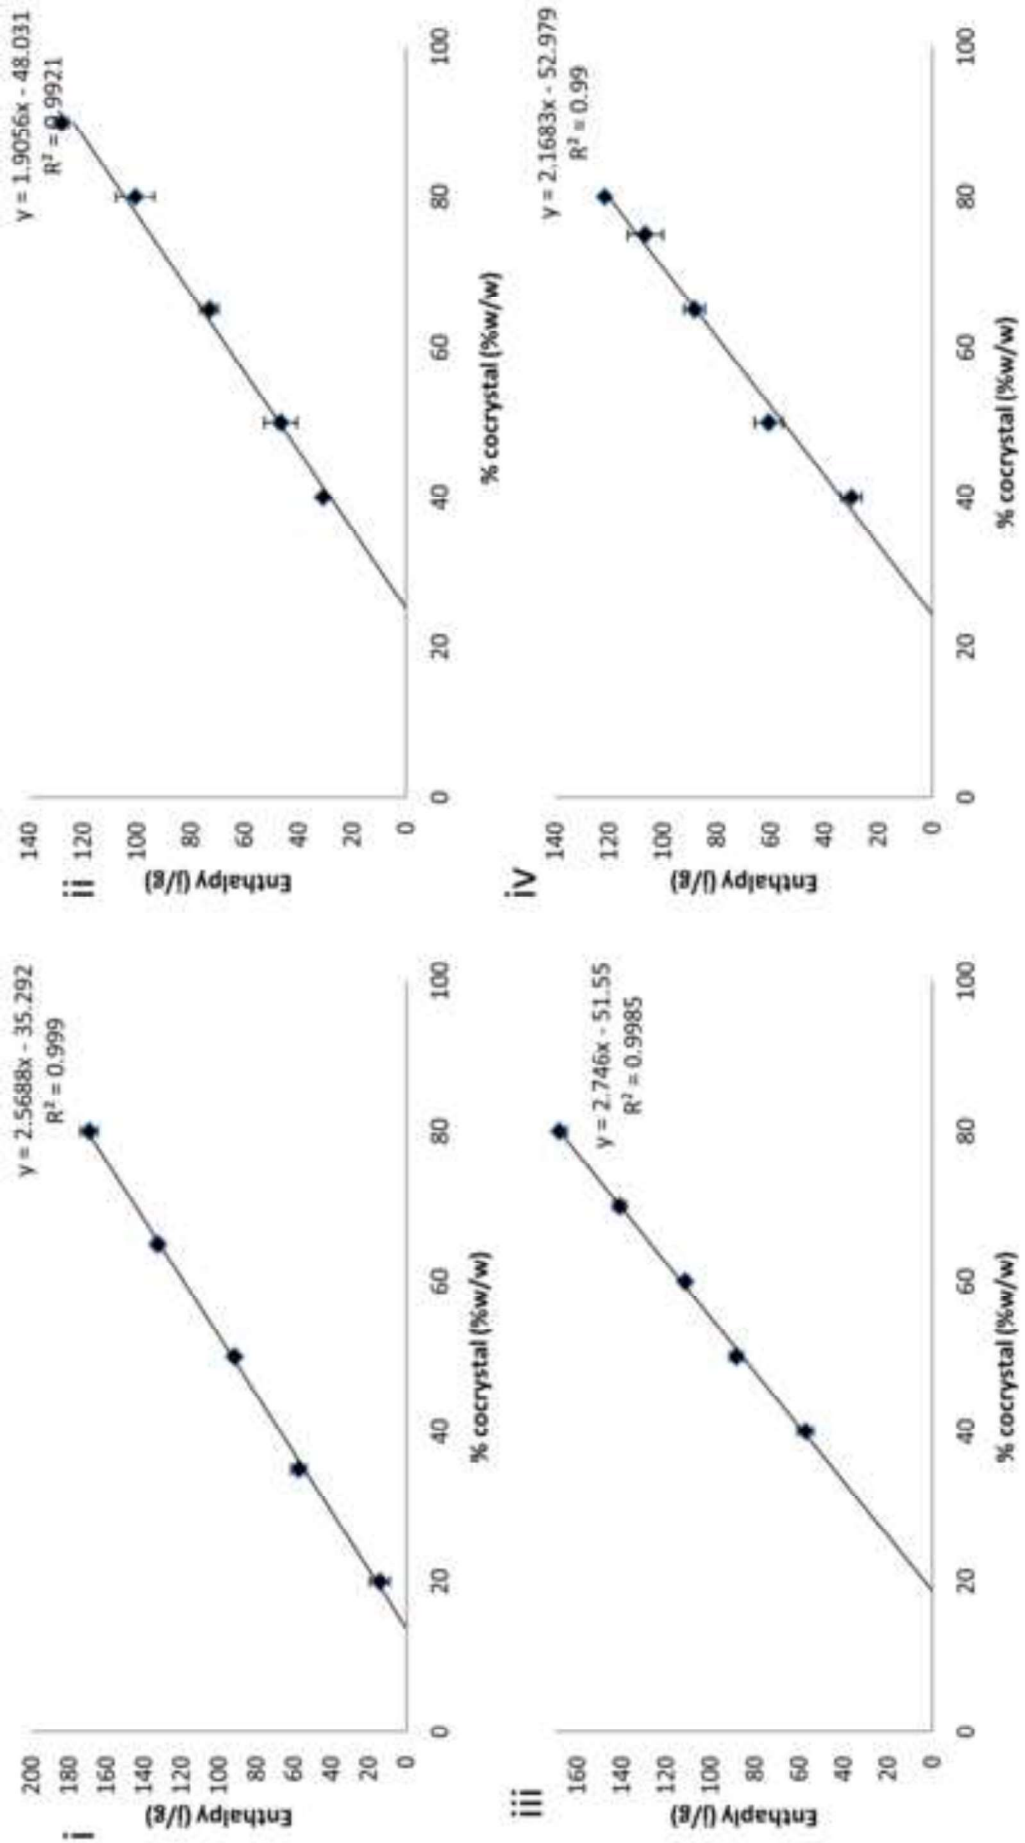 i
y = 2.5688x - 35.292
R² = 0.999
200
180
160
140
120
100
80
60
40
20
0
Enthalpy (j/g)
0 20 40 60 80 100
% cocrystal (%w/w)
ii
y = 1.9056x - 48.031
R² = 0.9921
140
120
100
80
60
40
20
0
Enthalpy (j/g)
0 20 40 60 80 100
% cocrystal (%w/w)
iii
y = 2.746x - 51.55
R² = 0.9985
160
140
120
100
80
60
40
20
0
Enthaply (j/g)
0 20 40 60 80 100
% cocrystal (%w/w)
iv
y = 2.1683x - 52.979
R² = 0.99
140
120
100
80
60
40
20
0
Enthalpy (j/g)
0 20 40 60 80 100
% cocrystal (%w/w)